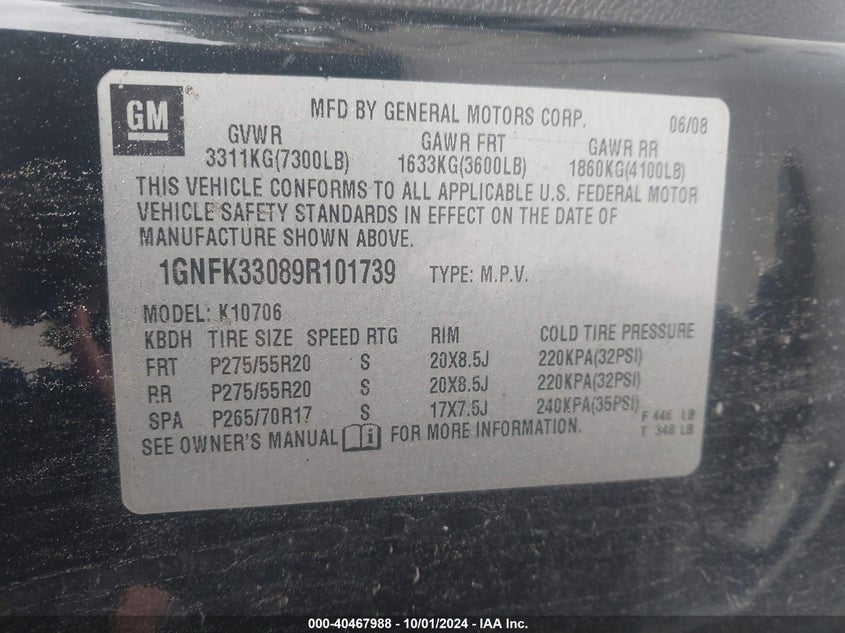 GM
MFD BY GENERAL MOTORS CORP. 06/08
GVWR GAWR FRT GAWR RR
3311KG(7300LB) 1633KG(3600LB) 1860KG(4100LB)
THIS VEHICLE CONFORMS TO ALL APPLICABLE U.S. FEDERAL MOTOR
VEHICLE SAFETY STANDARDS IN EFFECT ON THE DATE OF
MANUFACTURE SHOWN ABOVE.
1GNFK33089R101739 TYPE: M.P.V.
MODEL: K10706
KBDH TIRE SIZE SPEED RTG RIM COLD TIRE PRESSURE
FRT P275/55R20 S 20X8.5J 220KPA(32PSI)
RR P275/55R20 S 20X8.5J 220KPA(32PSI)
SPA P265/70R17 S 17X7.5J 240KPA(35PSI) F 446 LB
T 348 LB
SEE OWNER'S MANUAL i FOR MORE INFORMATION.
000-40467988 - 10/01/2024 - IAA Inc.